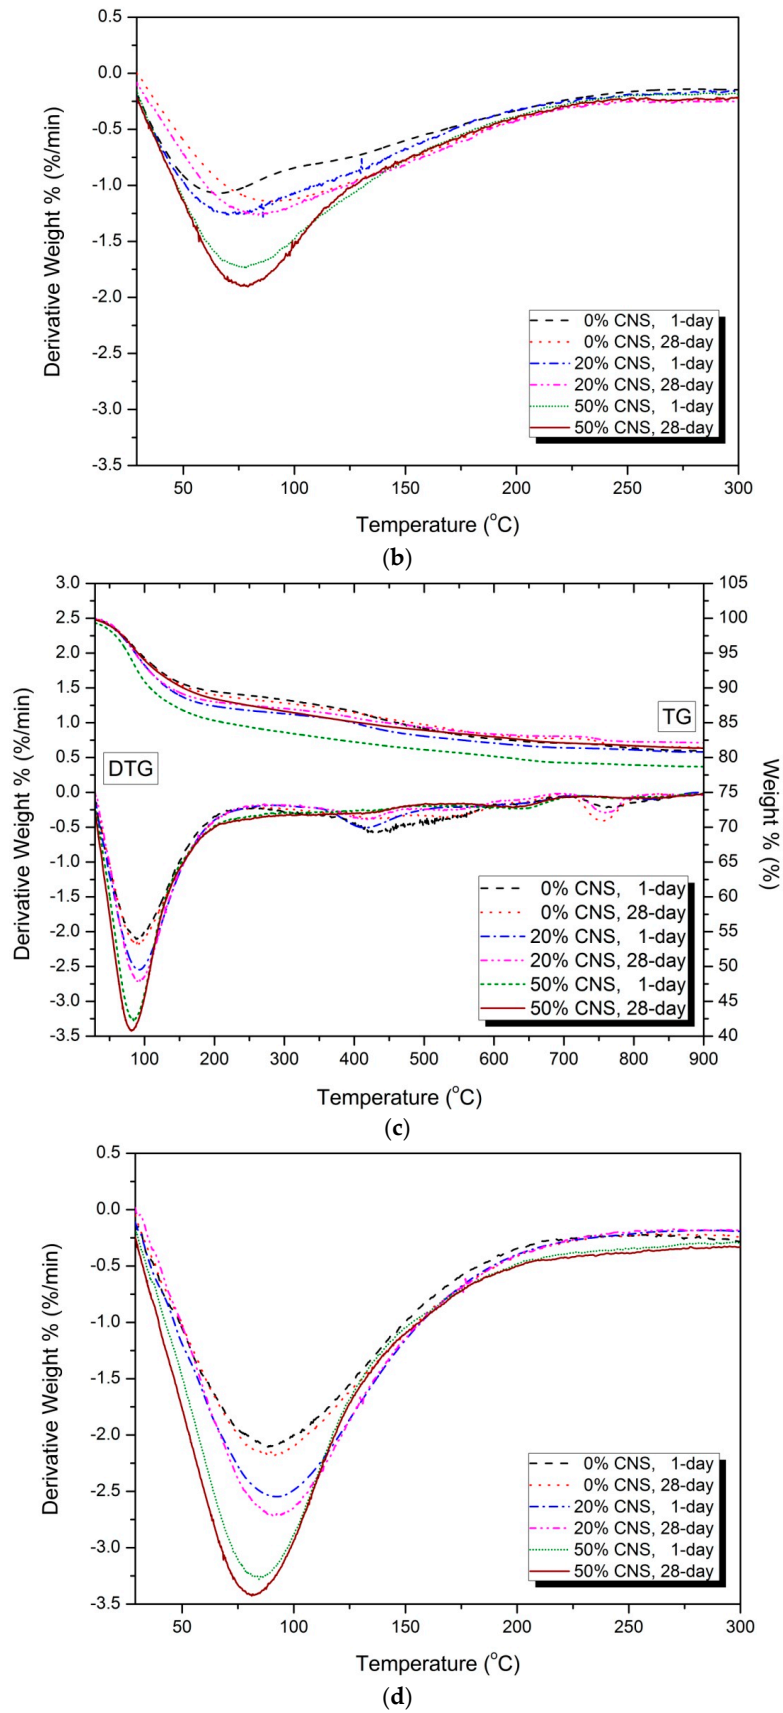 0.5
0.0
-0.5
-1.0
-1.5
-2.0
-2.5
-3.0
-3.5
Derivative Weight % (%/min)
0% CNS, 1-day
0% CNS, 28-day
20% CNS, 1-day
20% CNS, 28-day
50% CNS, 1-day
50% CNS, 28-day
50 100 150 200 250 300
Temperature (°C)
(b)
3.0
2.5
2.0
1.5
1.0
0.5
0.0
-0.5
-1.0
-1.5
-2.0
-2.5
-3.0
-3.5
Derivative Weight % (%/min)
TG
DTG
0% CNS, 1-day
0% CNS, 28-day
20% CNS, 1-day
20% CNS, 28-day
50% CNS, 1-day
50% CNS, 28-day
105
100
95
90
85
80
75
70
65
60
55
50
45
40
Weight % (%)
100 200 300 400 500 600 700 800 900
Temperature (°C)
(c)
0.5
0.0
-0.5
-1.0
-1.5
-2.0
-2.5
-3.0
-3.5
Derivative Weight % (%/min)
0% CNS, 1-day
0% CNS, 28-day
20% CNS, 1-day
20% CNS, 28-day
50% CNS, 1-day
50% CNS, 28-day
50 100 150 200 250 300
Temperature (°C)
(d)